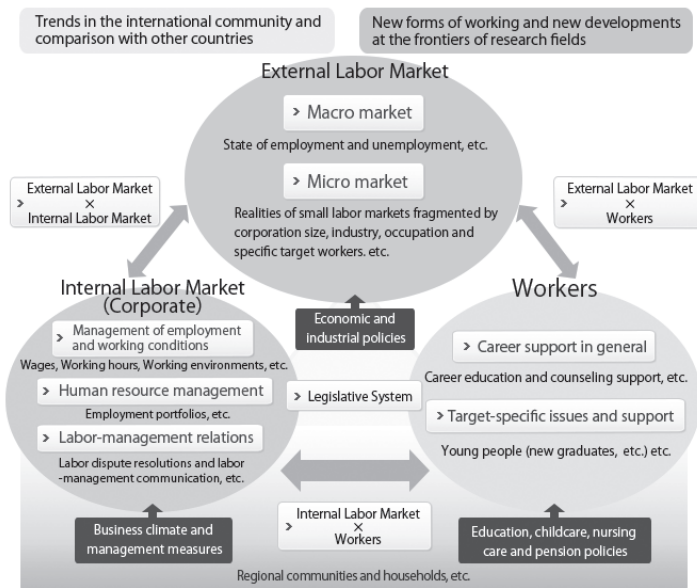 Trends in the international community and
comparison with other countries
New forms of working and new developments
at the frontiers of research fields
External Labor Market
> Macro market
State of employment and unemployment, etc.
> Micro market
Realities of small labor markets fragmented by
corporation size, industry, occupation and
specific target workers. etc.
External Labor Market
> ×
Internal Labor Market
External Labor Market
> ×
Workers
Internal Labor Market
(Corporate)
> Management of employment
and working conditions
Wages, Working hours, Working environments, etc.
> Human resource management
Employment portfolios, etc.
> Labor-management relations
Labor dispute resolutions and labor
-management communication, etc.
Economic and
industrial policies
> Legislative System
Workers
> Career support in general
Career education and counseling support, etc.
> Target-specific issues and support
Young people (new graduates, etc.) etc.
Business climate and
management measures
Internal Labor Market
> ×
Workers
Education, childcare, nursing
care and pension policies
Regional communities and households, etc.